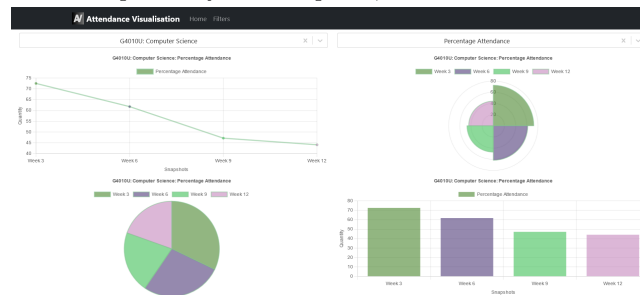 Attendance Visualisation Home Filters
G4010U: Computer Science
Percentage Attendance
G4010U: Computer Science: Percentage Attendance
Percentage Attendance
75
70
65
60
55
50
45
40
Quantity
Week 3 Week 6 Week 9 Week 12
Snapshots
G4010U: Computer Science: Percentage Attendance
Week 3 Week 6 Week 9 Week 12
80
60
G4010U: Computer Science: Percentage Attendance
Week 3 Week 6 Week 9 Week 12
G4010U: Computer Science: Percentage Attendance
Percentage Attendance
80
70
60
50
40
30
20
10
0
Quantity
Week 3 Week 6 Week 9 Week 12
Snapshots